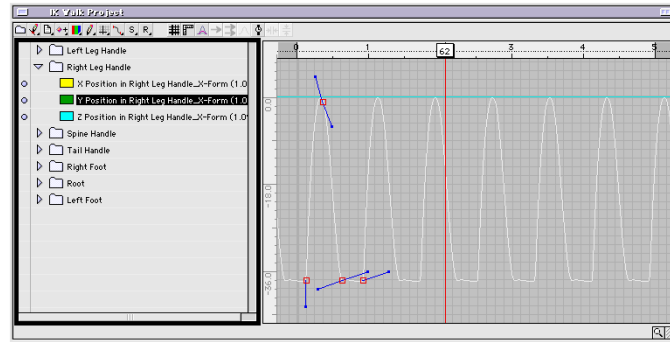 IK Walk Project
S, R,
Left Leg Handle
Right Leg Handle
X Position in Right Leg Handle_X-Form (1.0
Y Position in Right Leg Handle_X-Form (1.0
Z Position in Right Leg Handle_X-Form (1.0
Spine Handle
Tail Handle
Right Foot
Root
Left Foot
0 1 62 3 4 5
0.0
-18.0
-36.0